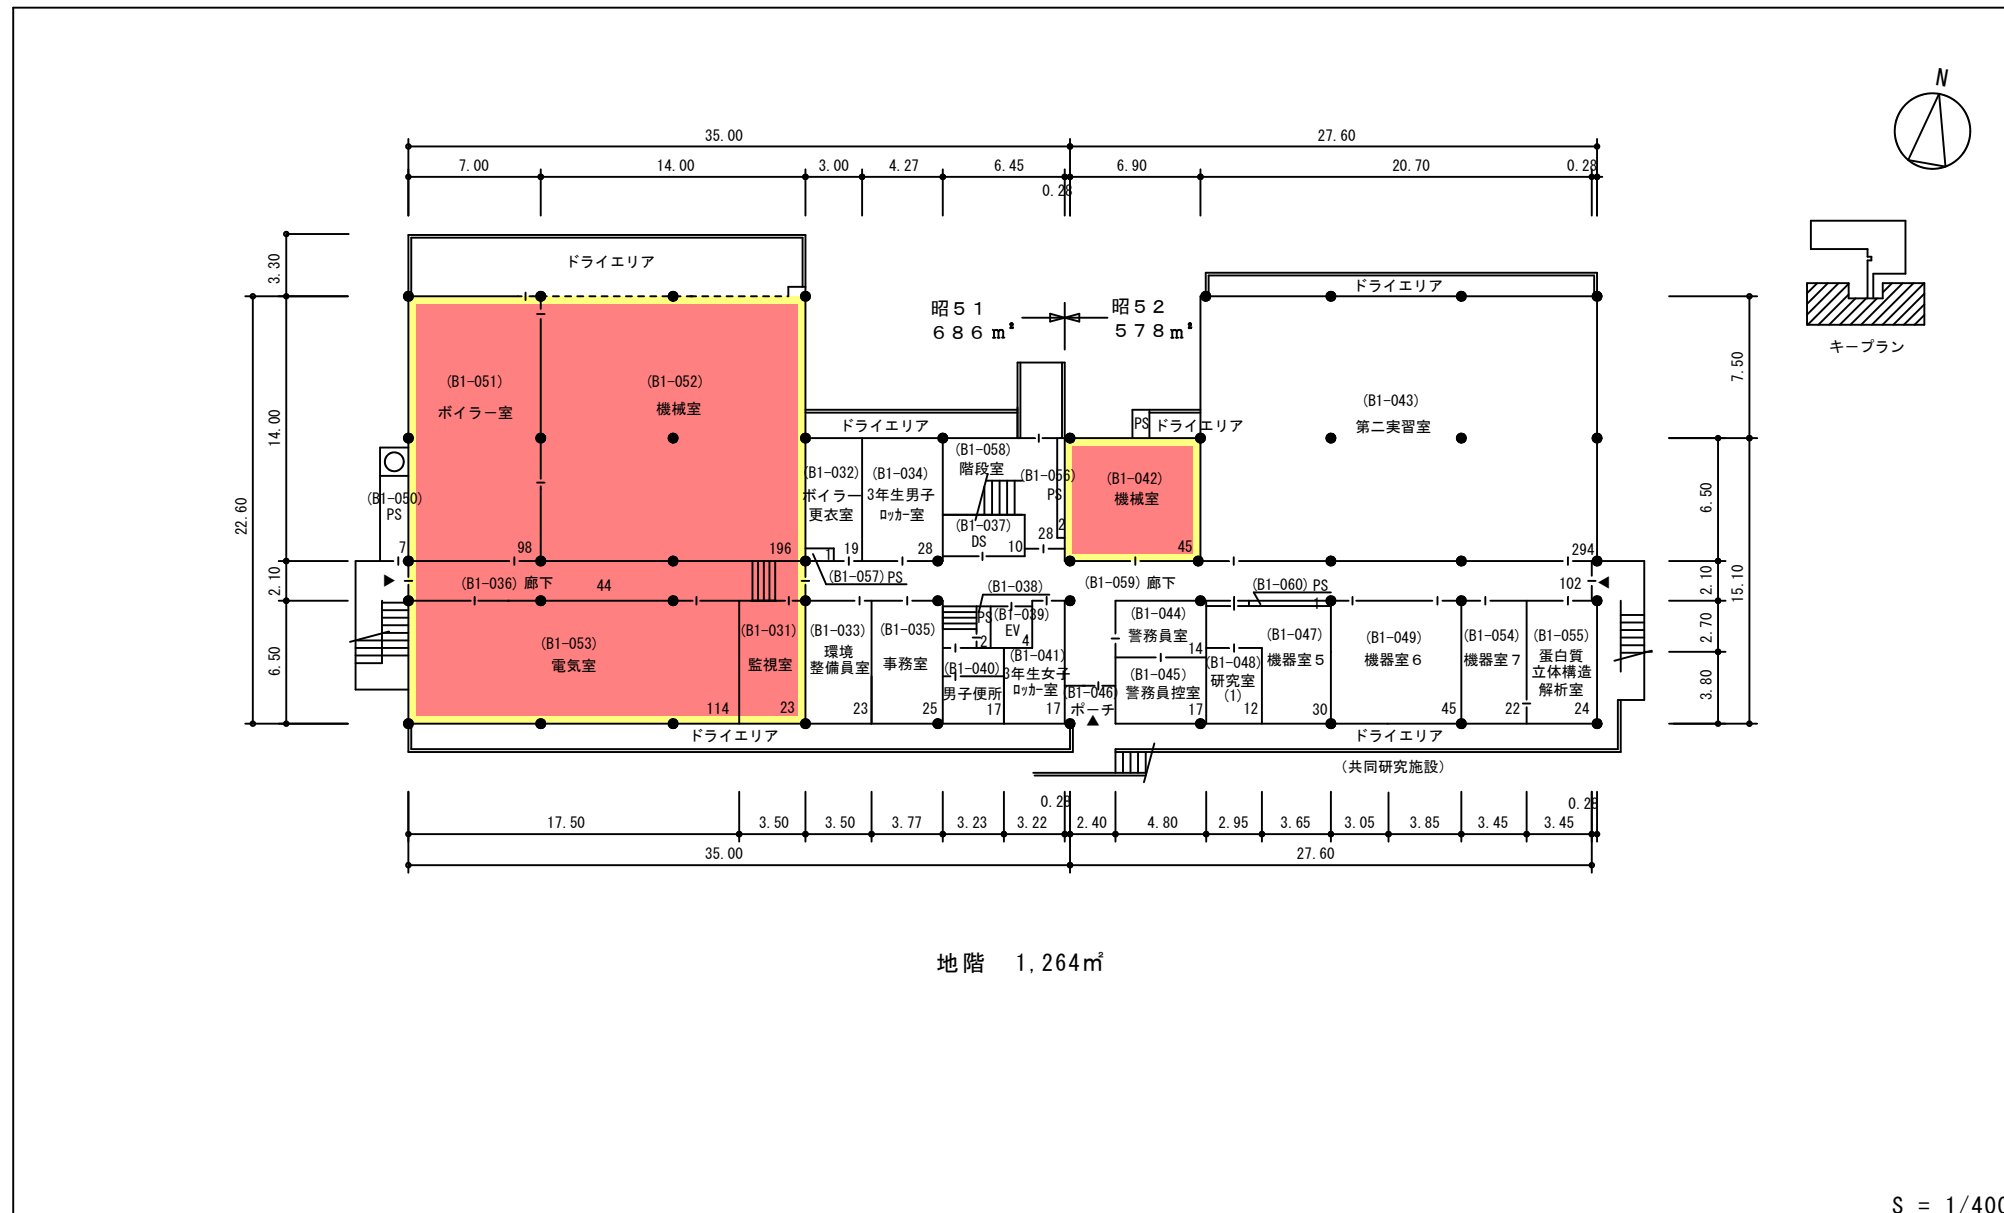 N
35.00
27.60
7.00
14.00
3.00
4.27
6.45
0.28
6.90
20.70
0.28
3.30
14.00
22.60
2.10
6.50
ドライエリア
昭51
686㎡
昭52
578㎡
ドライエリア
キープラン
7.50
6.50
15.10
2.10
2.70
3.80
(B1-051)
ボイラー室
98
(B1-052)
機械室
196
ドライエリア
PS
ドライエリア
(B1-043)
第二実習室
294
(B1-050)
PS
7
(B1-032)
ボイラー
更衣室
19
(B1-034)
3年生男子
ロッカー室
28
(B1-058)
階段室
28
(B1-056)
PS
2
(B1-037)
DS
10
(B1-042)
機械室
45
1
(B1-057) PS
(B1-036) 廊下
44
(B1-038)
PS
2
(B1-059) 廊下
102
(B1-060) PS
1
(B1-053)
電気室
114
(B1-031)
監視室
23
(B1-033)
環境
整備員室
23
(B1-035)
事務室
25
(B1-039)
EV
4
(B1-040)
男子便所
17
(B1-041)
3年生女子
ロッカー室
17
(B1-046)
ポーチ
(B1-044)
警務員室
14
(B1-045)
警務員控室
17
(B1-048)
研究室
(1)
12
(B1-047)
機器室5
30
(B1-049)
機器室6
45
(B1-054)
機器室7
22
(B1-055)
蛋白質
立体構造
解析室
24
ドライエリア
ドライエリア
(共同研究施設)
17.50
3.50
3.50
3.77
3.23
3.22
0.28
2.40
4.80
2.95
3.65
3.05
3.85
3.45
3.45
0.28
35.00
27.60
地階 1,264㎡
S = 1/400